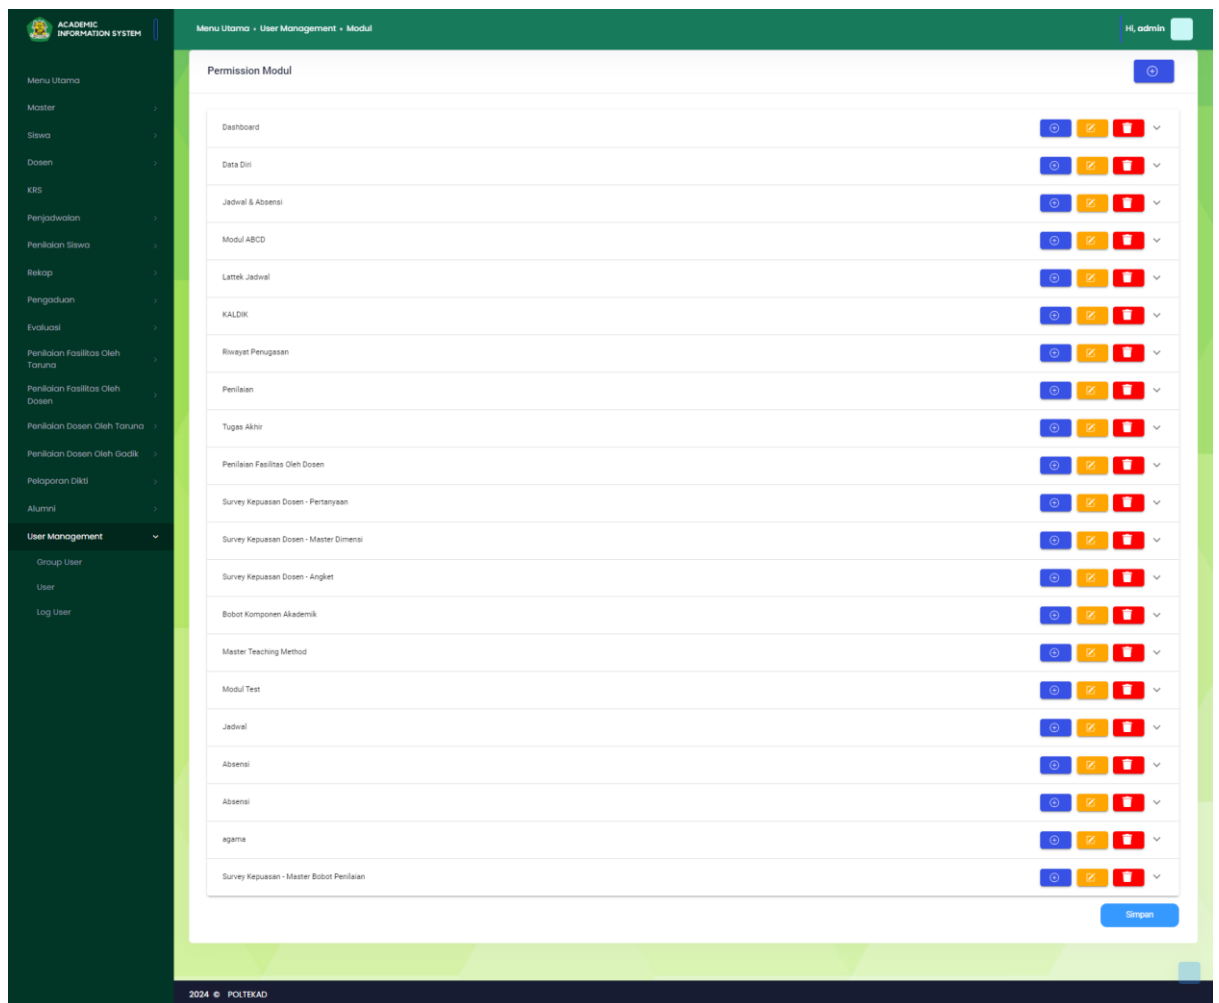 ACADEMIC
INFORMATION SYSTEM
Menu Utama • User Management • Modul
Hi, admin
Menu Utama
Master
Siswa
Dosen
KRS
Penjadwalan
Penilaian Siswa
Rekap
Pengaduan
Evaluasi
Penilaian Fasilitas Oleh
Taruna
Penilaian Fasilitas Oleh
Dosen
Penilaian Dosen Oleh Taruna
Penilaian Dosen Oleh Gadik
Pelaporan Dikti
Alumni
User Management
Group User
User
Log User
Permission Modul
Dashboard
Data Diri
Jadwal & Absensi
Modul ABCD
Lattek Jadwal
KALDIK
Riwayat Penugasan
Penilaian
Tugas Akhir
Penilaian Fasilitas Oleh Dosen
Survey Kepuasan Dosen - Pertanyaan
Survey Kepuasan Dosen - Master Dimensi
Survey Kepuasan Dosen - Angket
Bobot Komponen Akademik
Master Teaching Method
Modul Test
Jadwal
Absensi
Absensi
agama
Survey Kepuasan - Master Bobot Penilaian
Simpan
2024 © POLTEKAD